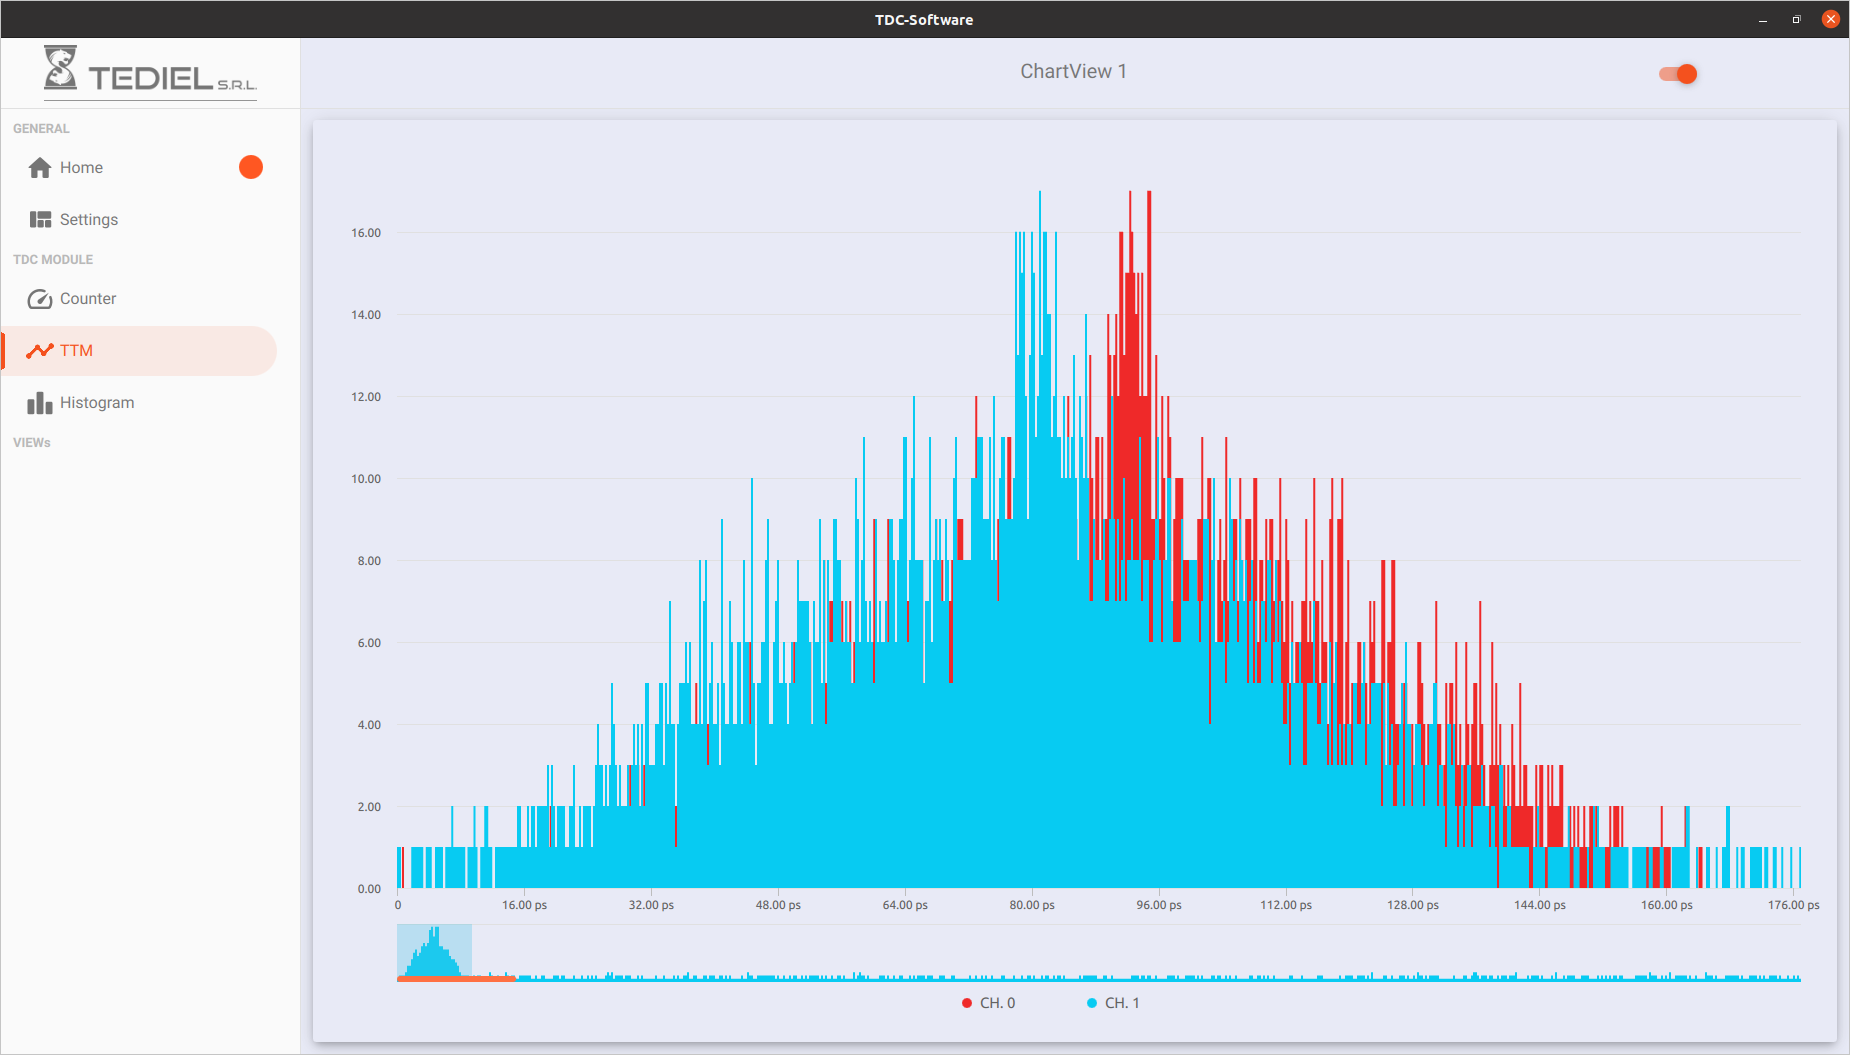 TDC-Software
TEDIEL S.R.L.
ChartView 1
GENERAL
Home
Settings
TDC MODULE
Counter
TTM
Histogram
VIEWs
16.00
14.00
12.00
10.00
8.00
6.00
4.00
2.00
0.00
0 16.00 ps 32.00 ps 48.00 ps 64.00 ps 80.00 ps 96.00 ps 112.00 ps 128.00 ps 144.00 ps 160.00 ps 176.00 ps
CH. 0 CH. 1